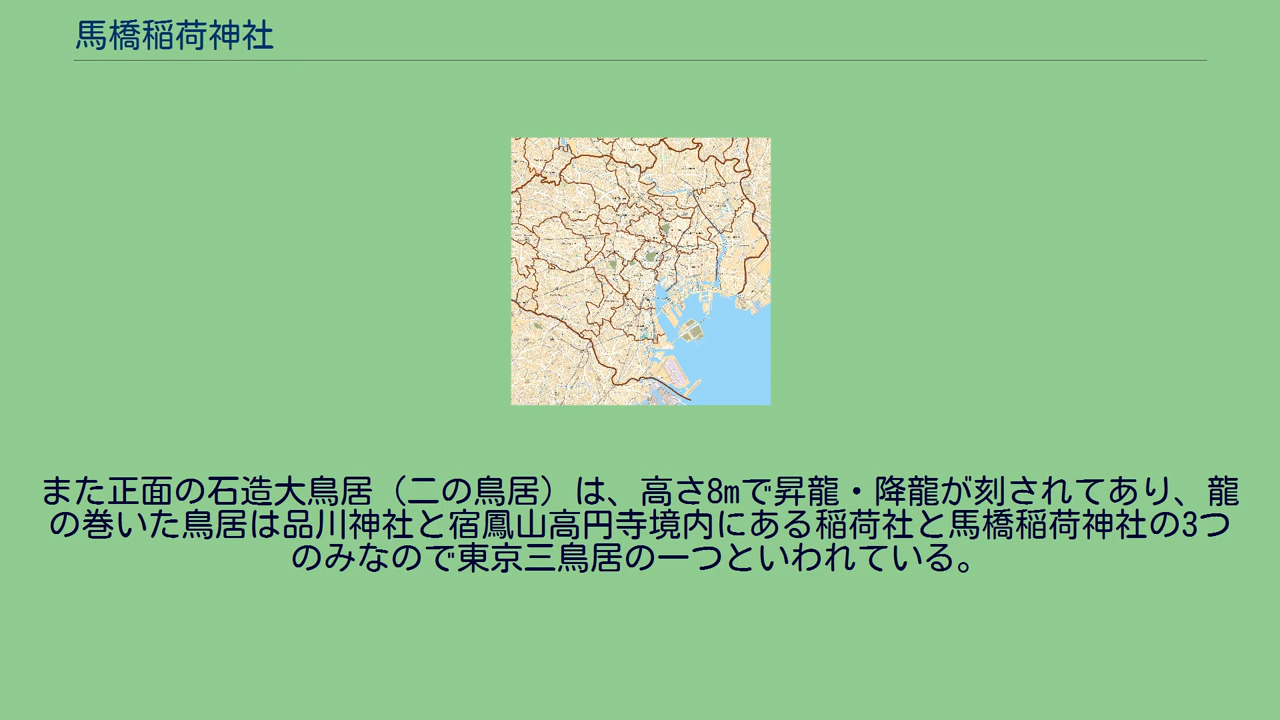 馬橋稲荷神社
また正面の石造大鳥居（二の鳥居）は、高さ8mで昇龍・降龍が刻されてあり、龍
の巻いた鳥居は品川神社と宿鳳山高円寺境内にある稲荷社と馬橋稲荷神社の3つ
のみなので東京三鳥居の一つといわれている。